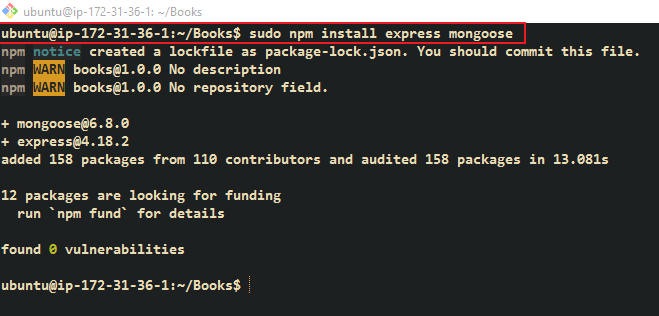 ubuntu@ip-172-31-36-1: ~/Books
ubuntu@ip-172-31-36-1:~/Books$ sudo npm install express mongoose
npm notice created a lockfile as package-lock.json. You should commit this file.
npm WARN books@1.0.0 No description
npm WARN books@1.0.0 No repository field.
+ mongoose@6.8.0
+ express@4.18.2
added 158 packages from 110 contributors and audited 158 packages in 13.081s
12 packages are looking for funding
run `npm fund` for details
found 0 vulnerabilities
ubuntu@ip-172-31-36-1:~/Books$